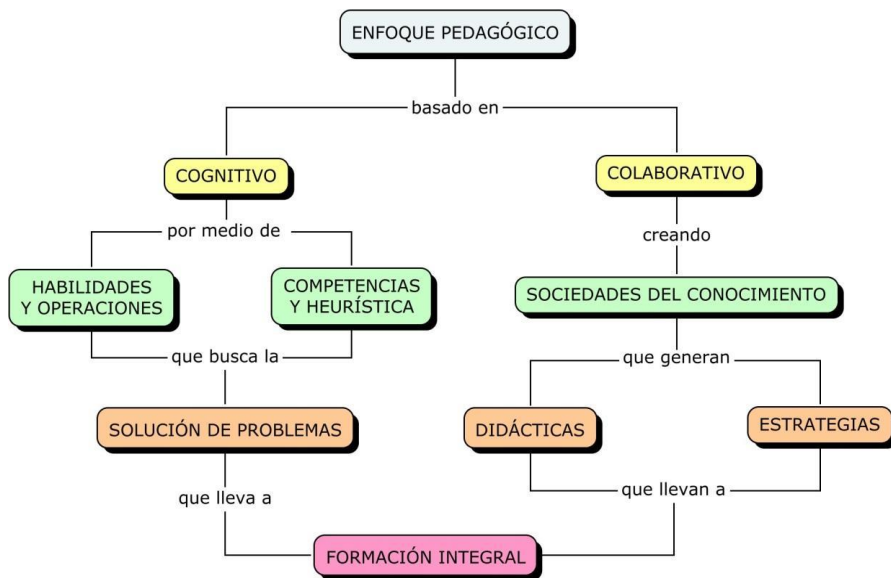 ENFOQUE PEDAGÓGICO
basado en
COGNITIVO
COLABORATIVO
por medio de
creando
HABILIDADES
Y OPERACIONES
COMPETENCIAS
Y HEURÍSTICA
SOCIEDADES DEL CONOCIMIENTO
que busca la
que generan
SOLUCIÓN DE PROBLEMAS
DIDÁCTICAS
ESTRATEGIAS
que lleva a
que llevan a
FORMACIÓN INTEGRAL